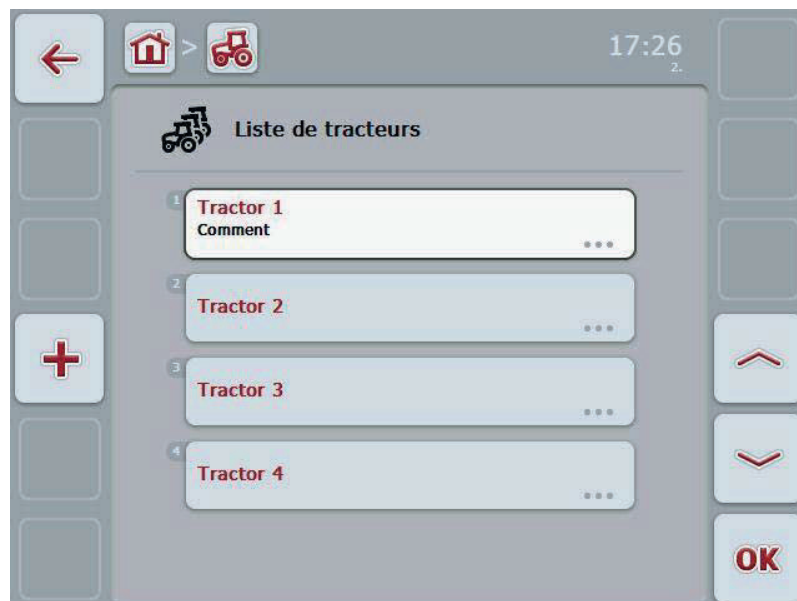 >
17:26
2.
Liste de tracteurs
1
Tractor 1
Comment
...
2
Tractor 2
...
3
Tractor 3
...
4
Tractor 4
...
OK